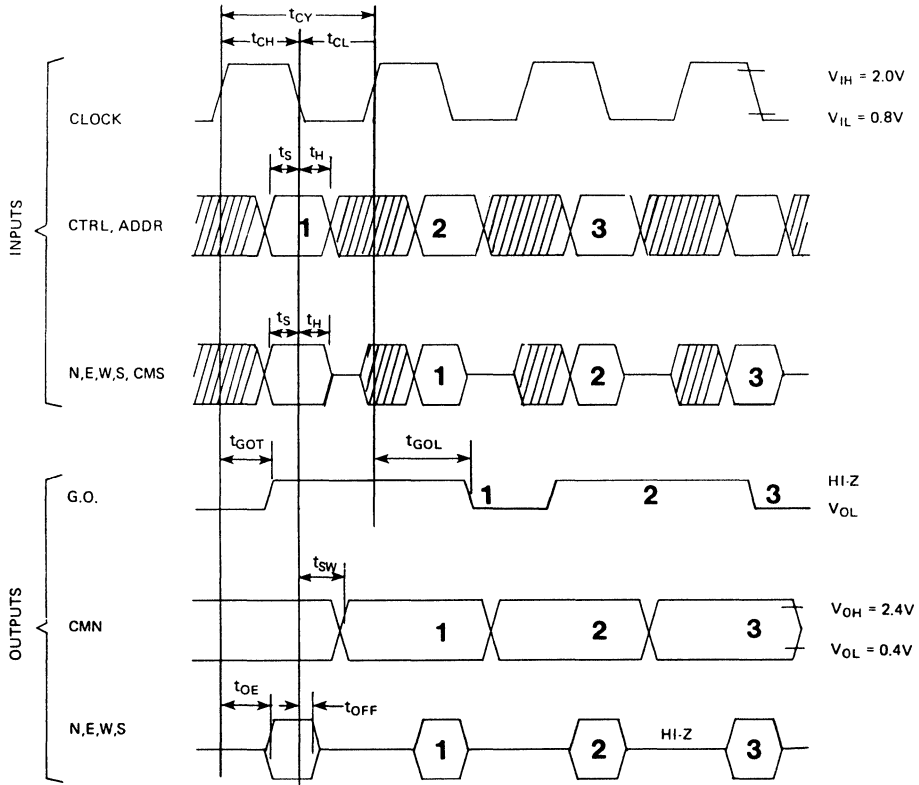 tCY
tCH
tCL
INPUTS
CLOCK
VIH = 2.0V
VIL = 0.8V
tS
tH
CTRL, ADDR
1
2
3
tS
tH
N,E,W,S, CMS
1
2
3
tGOT
tGOL
OUTPUTS
G.O.
1
2
3
HI-Z
VOL
tSW
CMN
1
2
3
VOH = 2.4V
VOL = 0.4V
tOE
tOFF
N,E,W,S
1
2
HI-Z
3